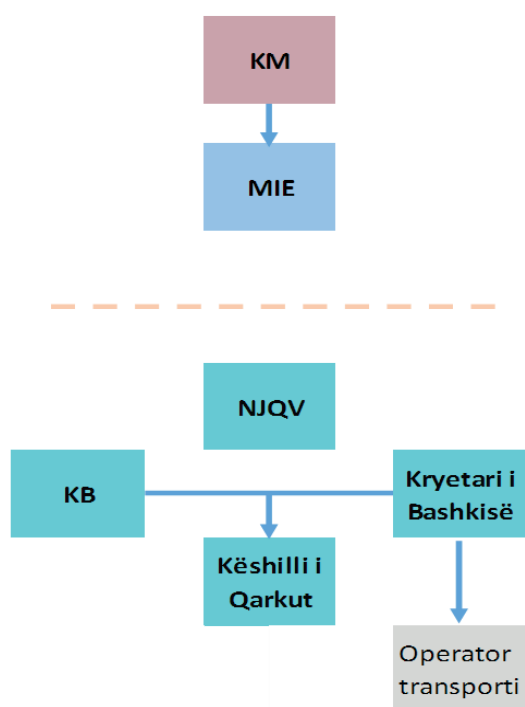 KM
MIE
NJQV
KB
Kryetari i
Bashkisë
Këshilli i
Qarkut
Operator
transporti